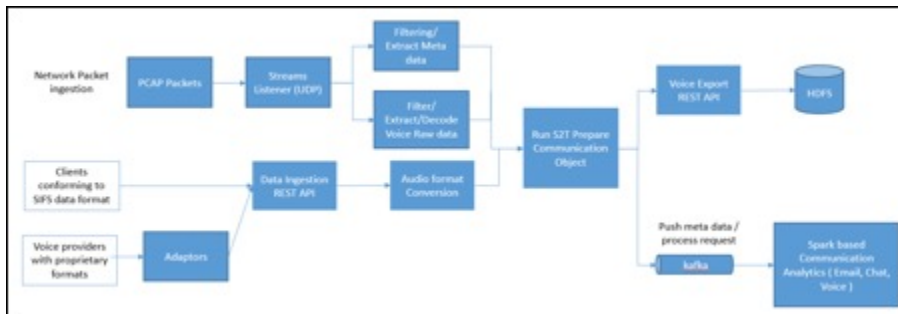 Network Packet
ingestion
PCAP Packets
Streams
Listener (UDP)
Filtering/
Extract Meta
data
Filter/
Extract/Decode
Voice Raw data
Clients
conforming to
SIFS data format
Data Ingestion
REST API
Audio format
Conversion
Voice providers
with proprietary
formats
Adaptors
Run S2T Prepare
Communication
Object
Voice Export
REST API
HDFS
Push meta data /
process request
kafka
Spark based
Communication
Analytics ( Email, Chat,
Voice )